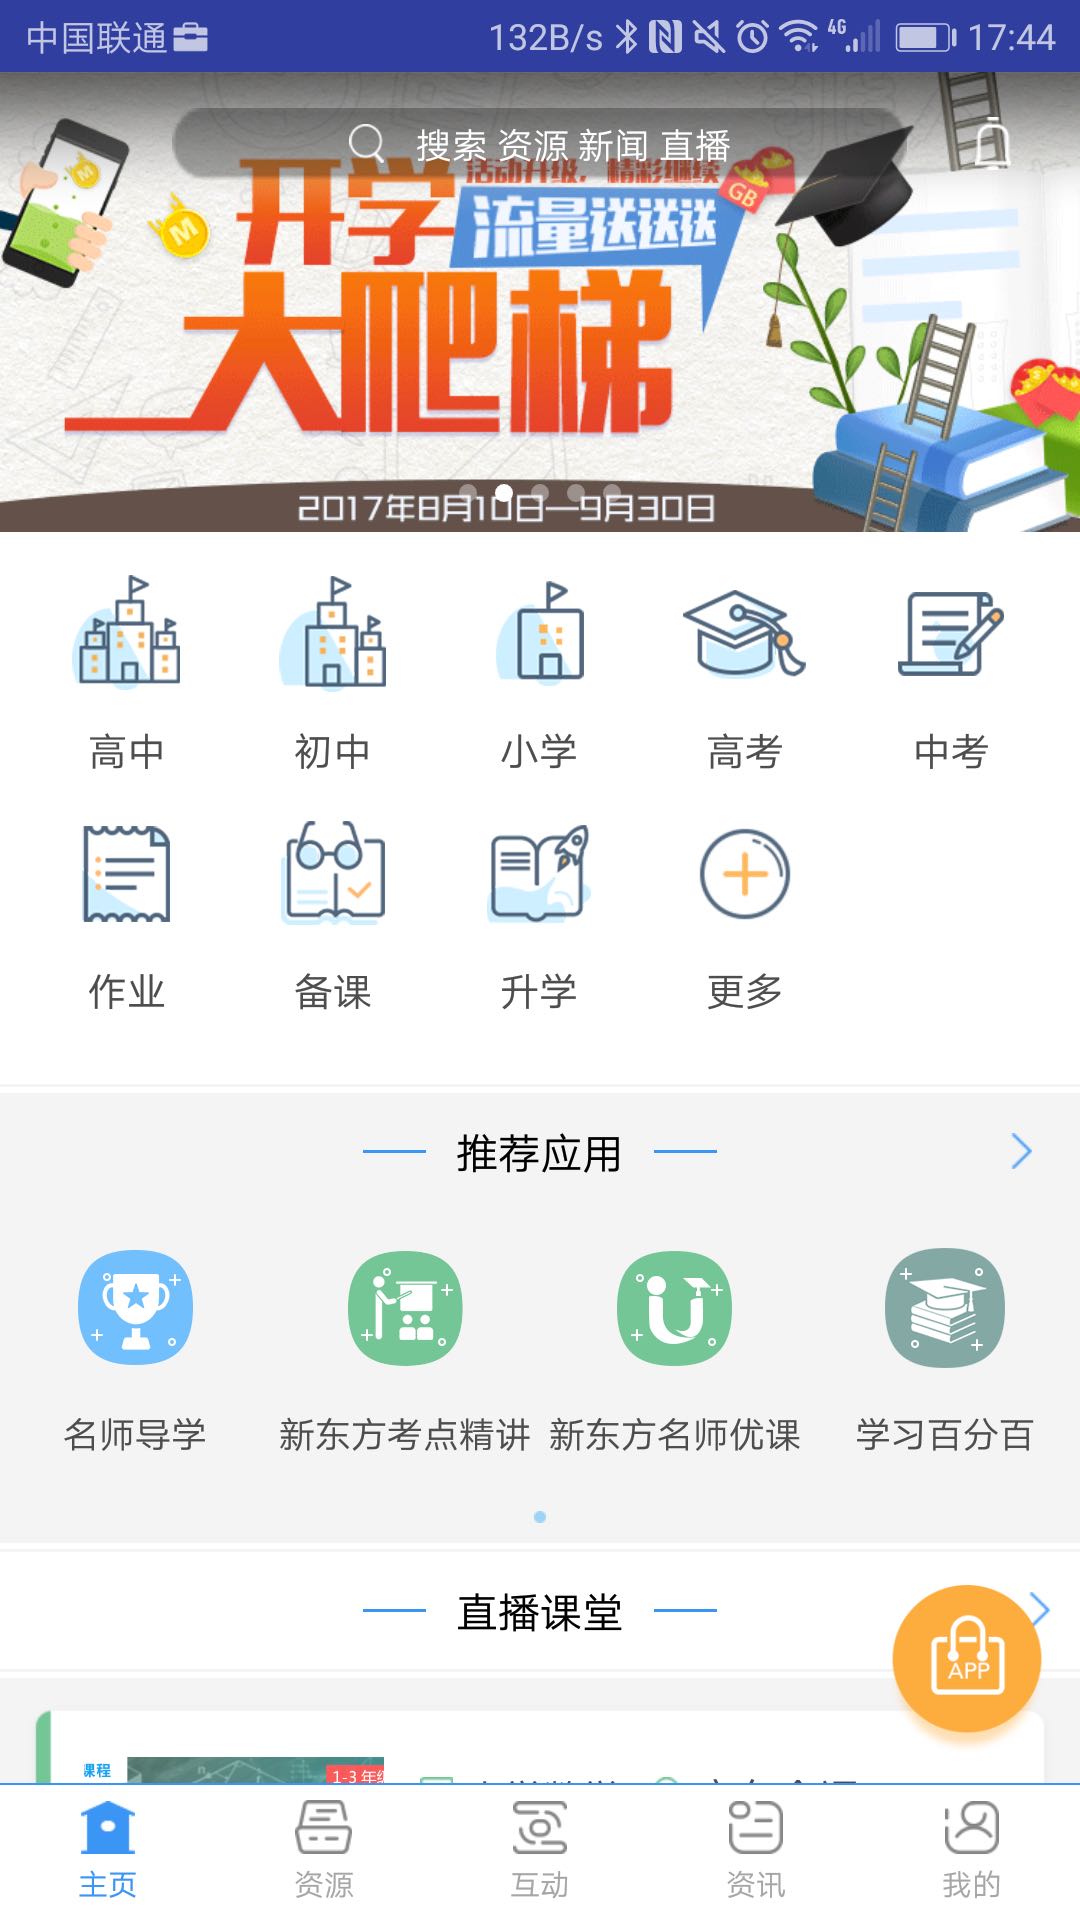 中国联通 132B/s 4G 17:44
搜索 资源 新闻 直播
活动升级，精彩继续
GB
M
M
开学 流量送送送
大爬梯
2017年8月10日—9月30日
高中 初中 小学 高考 中考
作业 备课 升学 更多
推荐应用
名师导学 新东方考点精讲 新东方名师优课 学习百分百
直播课堂
APP
课程
1-3 年级
主页 资源 互动 资讯 我的